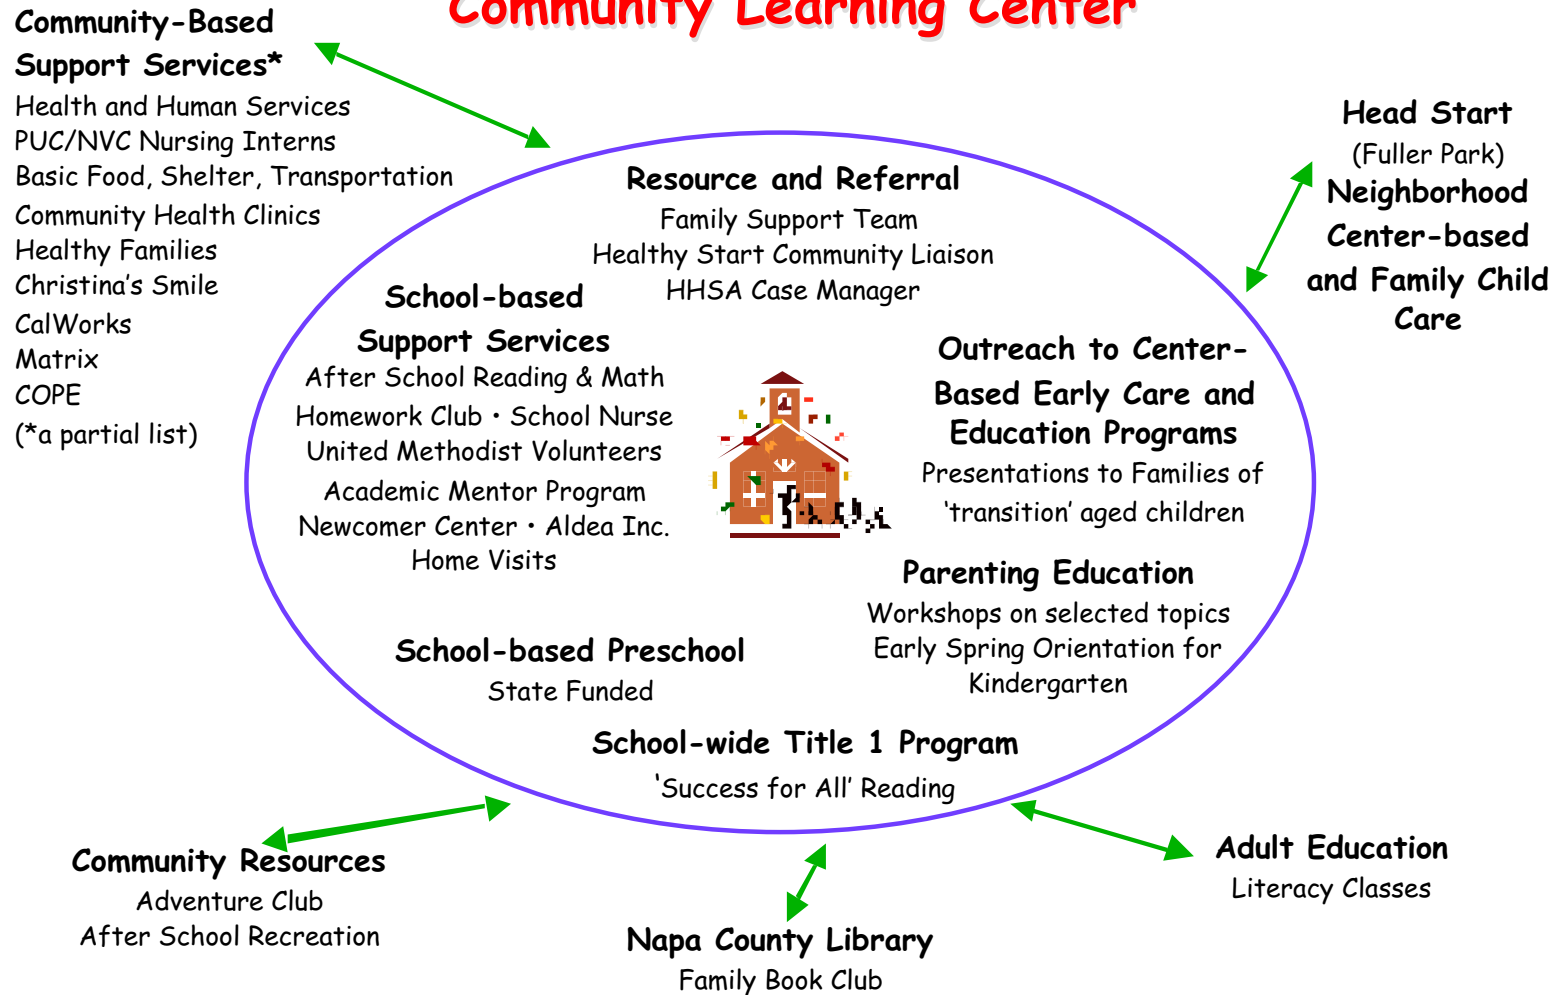 Community Learning Center
Community-Based
Support Services*
Health and Human Services
PUC/NVC Nursing Interns
Basic Food, Shelter, Transportation
Community Health Clinics
Healthy Families
Christina’s Smile
CalWorks
Matrix
COPE
(*a partial list)
Head Start
(Fuller Park)
Neighborhood
Center-based
and Family Child
Care
Resource and Referral
Family Support Team
Healthy Start Community Liaison
HHSA Case Manager
School-based
Support Services
After School Reading & Math
Homework Club • School Nurse
United Methodist Volunteers
Academic Mentor Program
Newcomer Center • Aldea Inc.
Home Visits
Outreach to Center-
Based Early Care and
Education Programs
Presentations to Families of
‘transition’ aged children
Parenting Education
Workshops on selected topics
Early Spring Orientation for
Kindergarten
School-based Preschool
State Funded
School-wide Title 1 Program
‘Success for All’ Reading
Community Resources
Adventure Club
After School Recreation
Napa County Library
Family Book Club
Adult Education
Literacy Classes